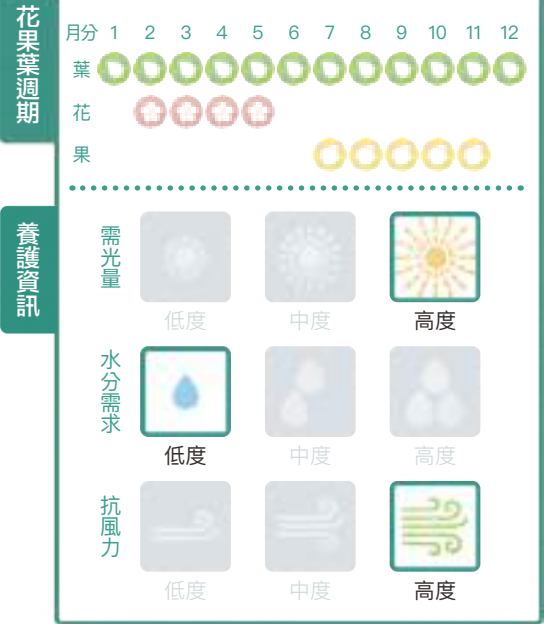 花果葉週期
月分 1 2 3 4 5 6 7 8 9 10 11 12
葉
花
果
養護資訊
需光量
低度 中度 高度
水分需求
低度 中度 高度
抗風力
低度 中度 高度